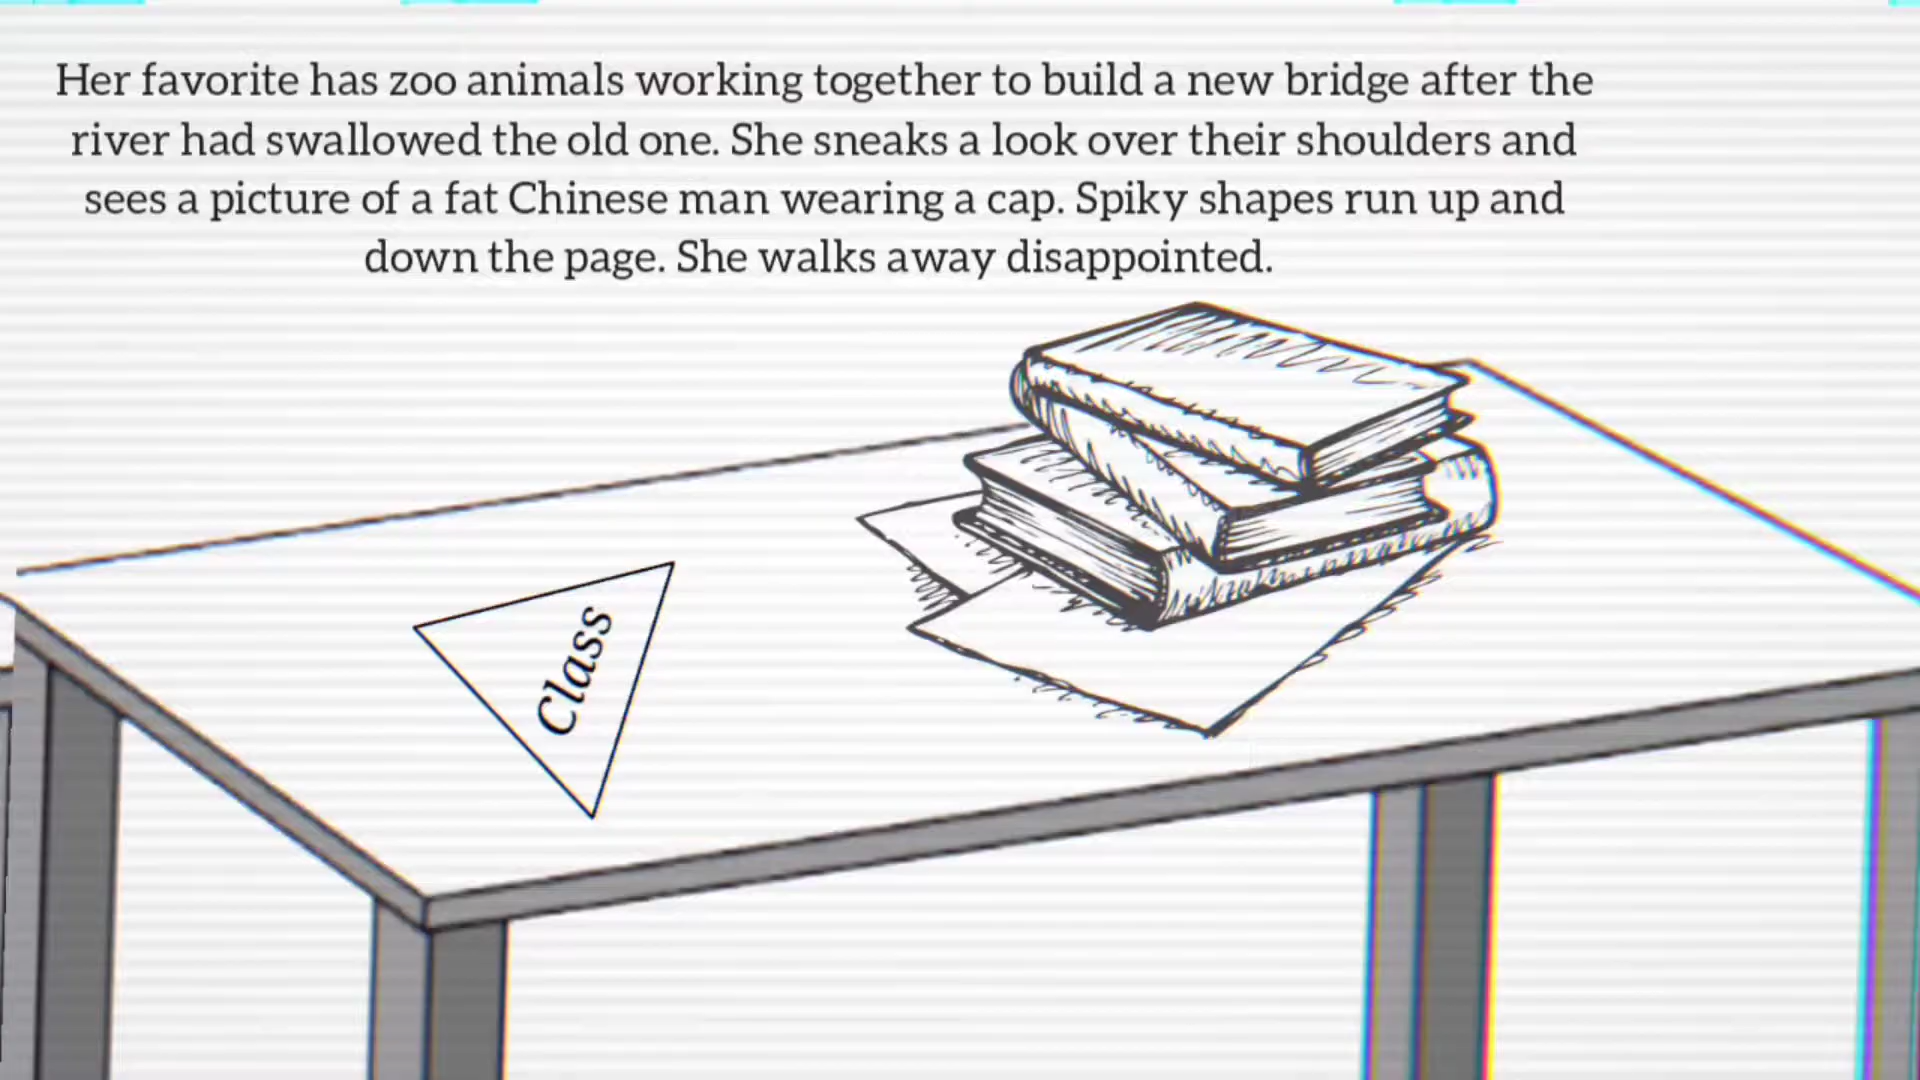 Her favorite has zoo animals working together to build a new bridge after the
river had swallowed the old one. She sneaks a look over their shoulders and
sees a picture of a fat Chinese man wearing a cap. Spiky shapes run up and
down the page. She walks away disappointed.
Class